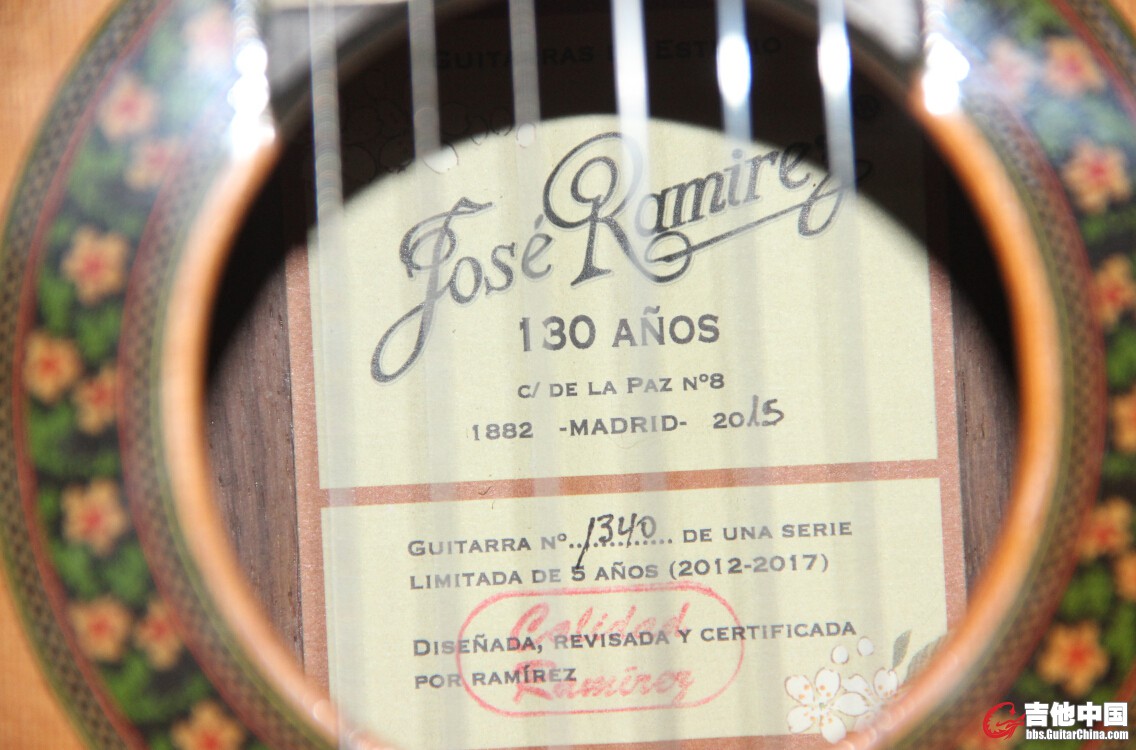 José Ramírez
130 AÑOS
C/ DE LA PAZ Nº8
1882 -MADRID- 2015
GUITARRA Nº...1340... DE UNA SERIE
LIMITADA DE 5 AÑOS (2012-2017)
DISEÑADA, REVISADA Y CERTIFICADA
POR RAMÍREZ
Calidad
Ramírez
吉他中国
bbs.GuitarChina.com